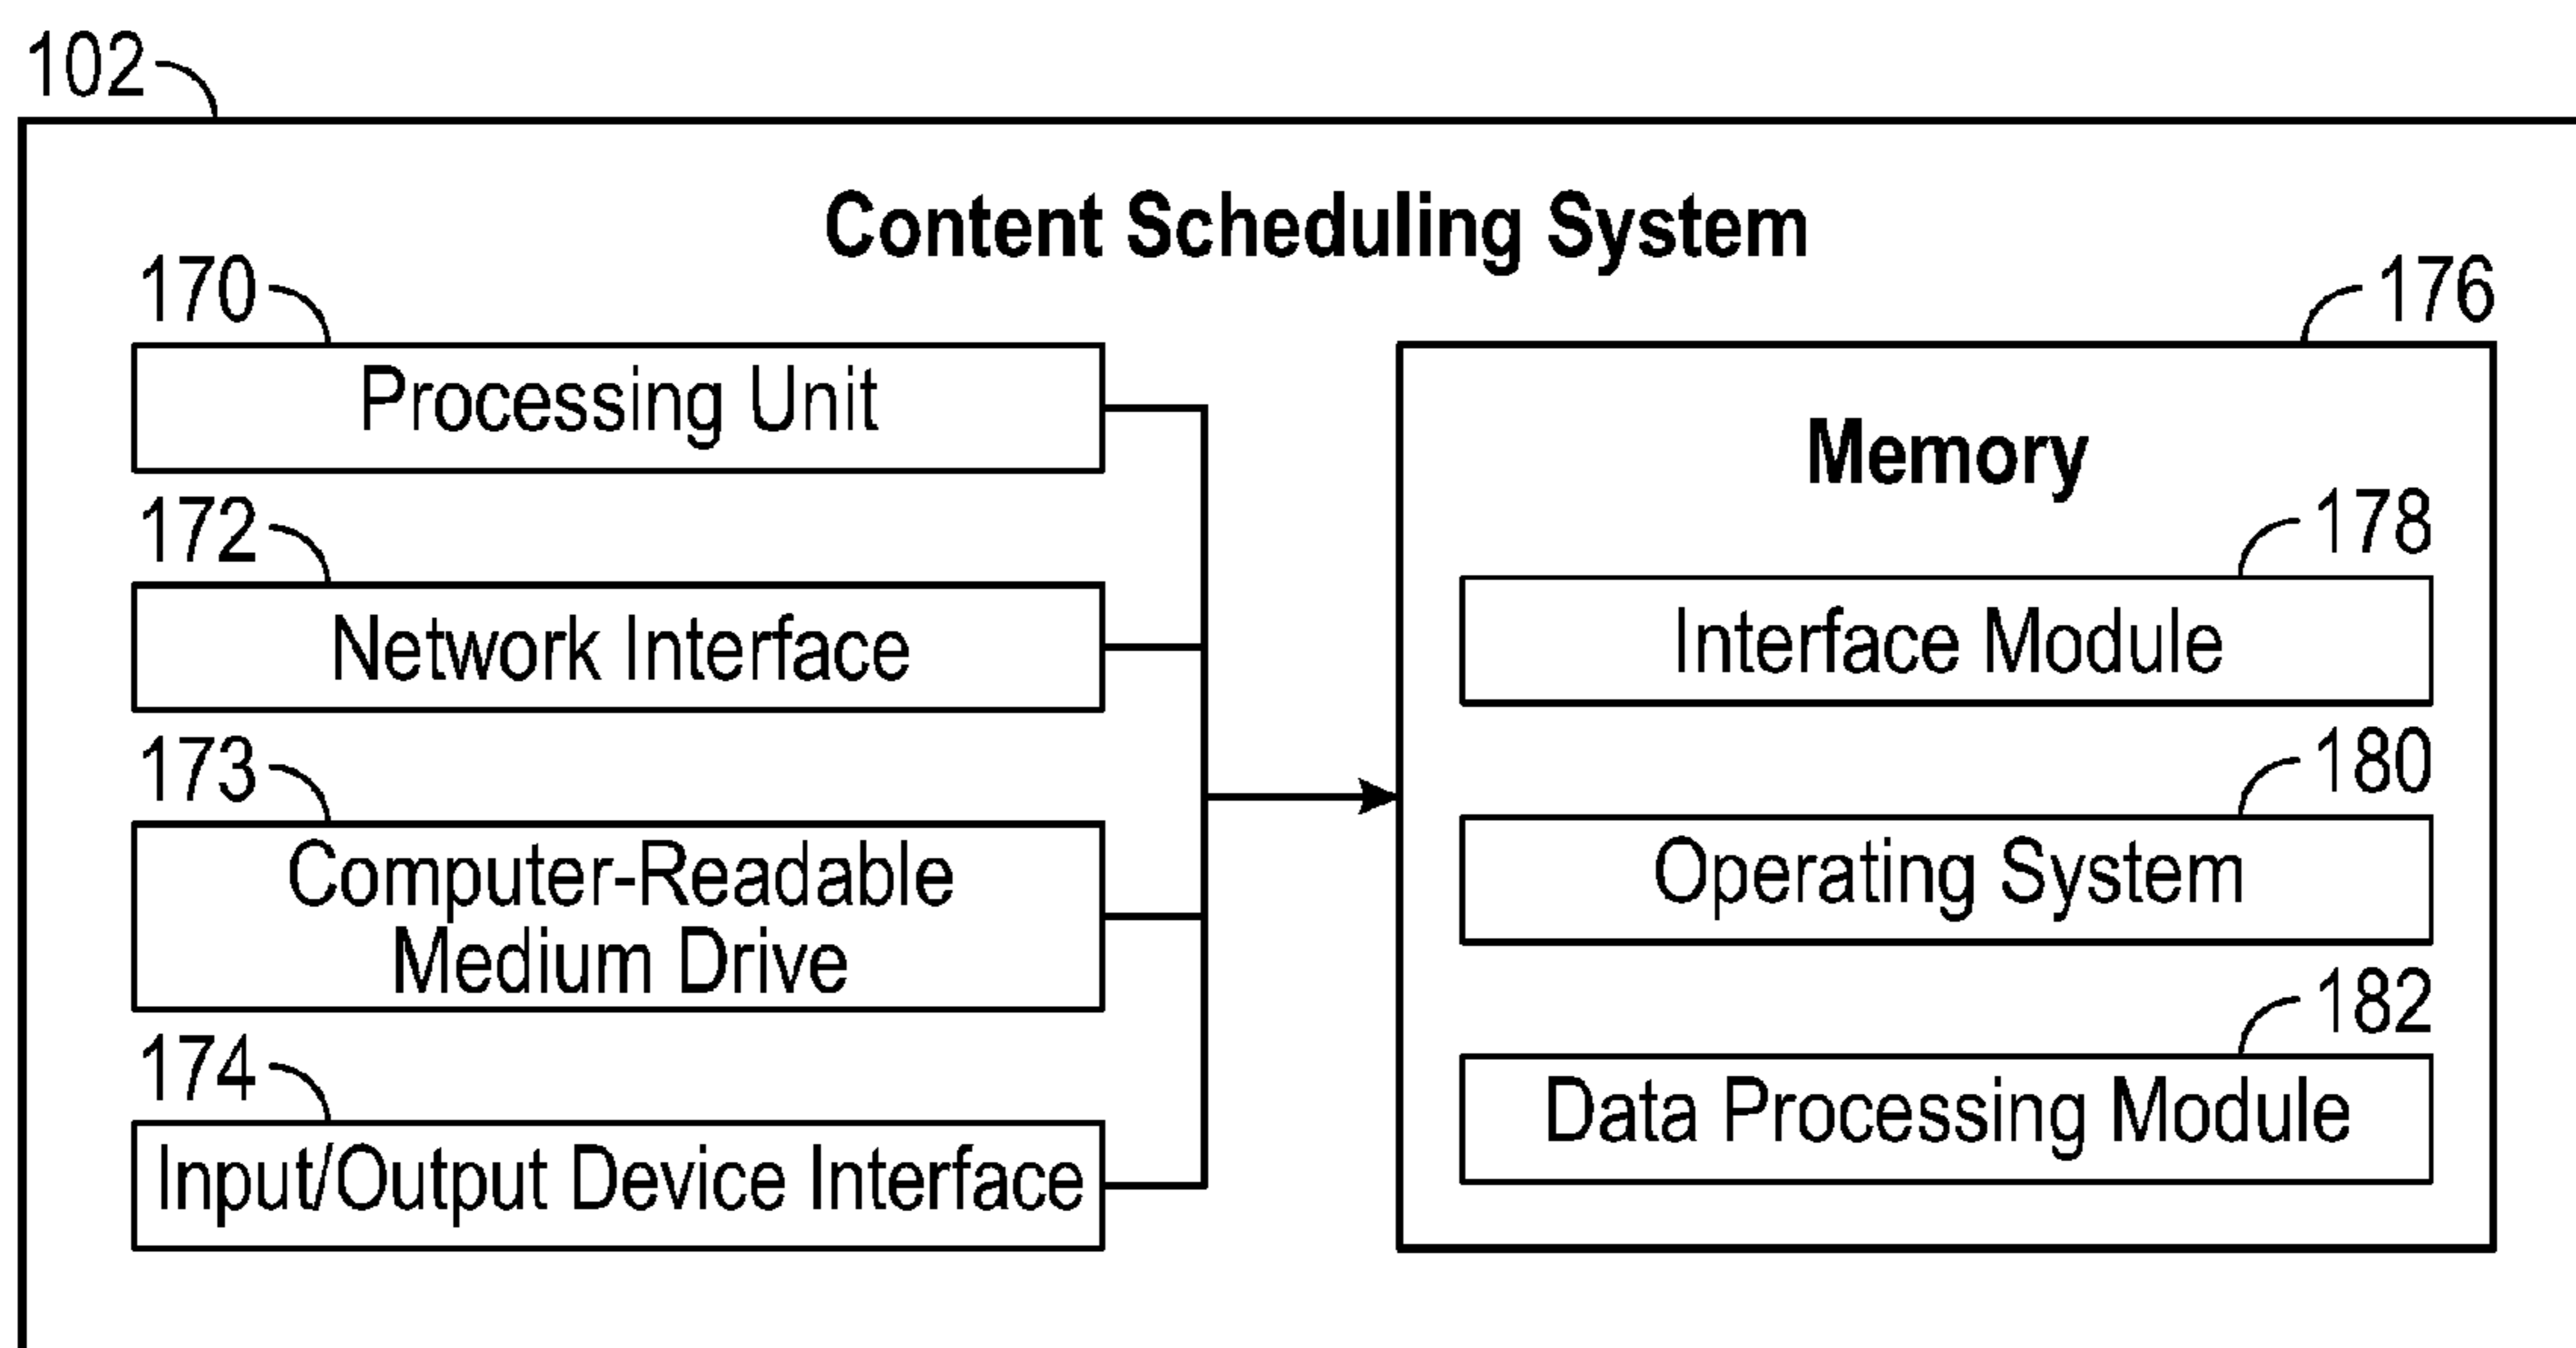 102
Content Scheduling System
170
Processing Unit
172
Network Interface
173
Computer-Readable
Medium Drive
174
Input/Output Device Interface
176
Memory
178
Interface Module
180
Operating System
182
Data Processing Module